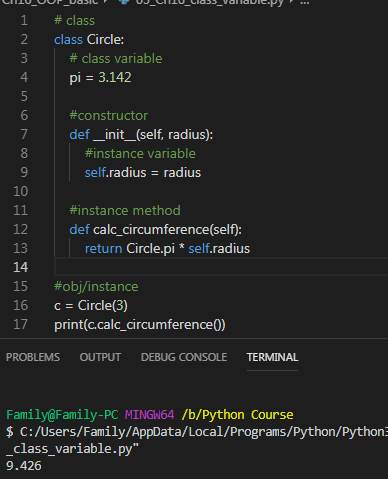 Ch16_OOP_basic > 05_Ch16_class_variable.py > ...
1 # class
2 class Circle:
3 # class variable
4 pi = 3.142
5
6 #constructor
7 def __init__(self, radius):
8 #instance variable
9 self.radius = radius
10
11 #instance method
12 def calc_circumference(self):
13 return Circle.pi * self.radius
14
15 #obj/instance
16 c = Circle(3)
17 print(c.calc_circumference())
PROBLEMS OUTPUT DEBUG CONSOLE TERMINAL
Family@Family-PC MINGW64 /b/Python Course
$ C:/Users/Family/AppData/Local/Programs/Python/Python3
_class_variable.py"
9.426